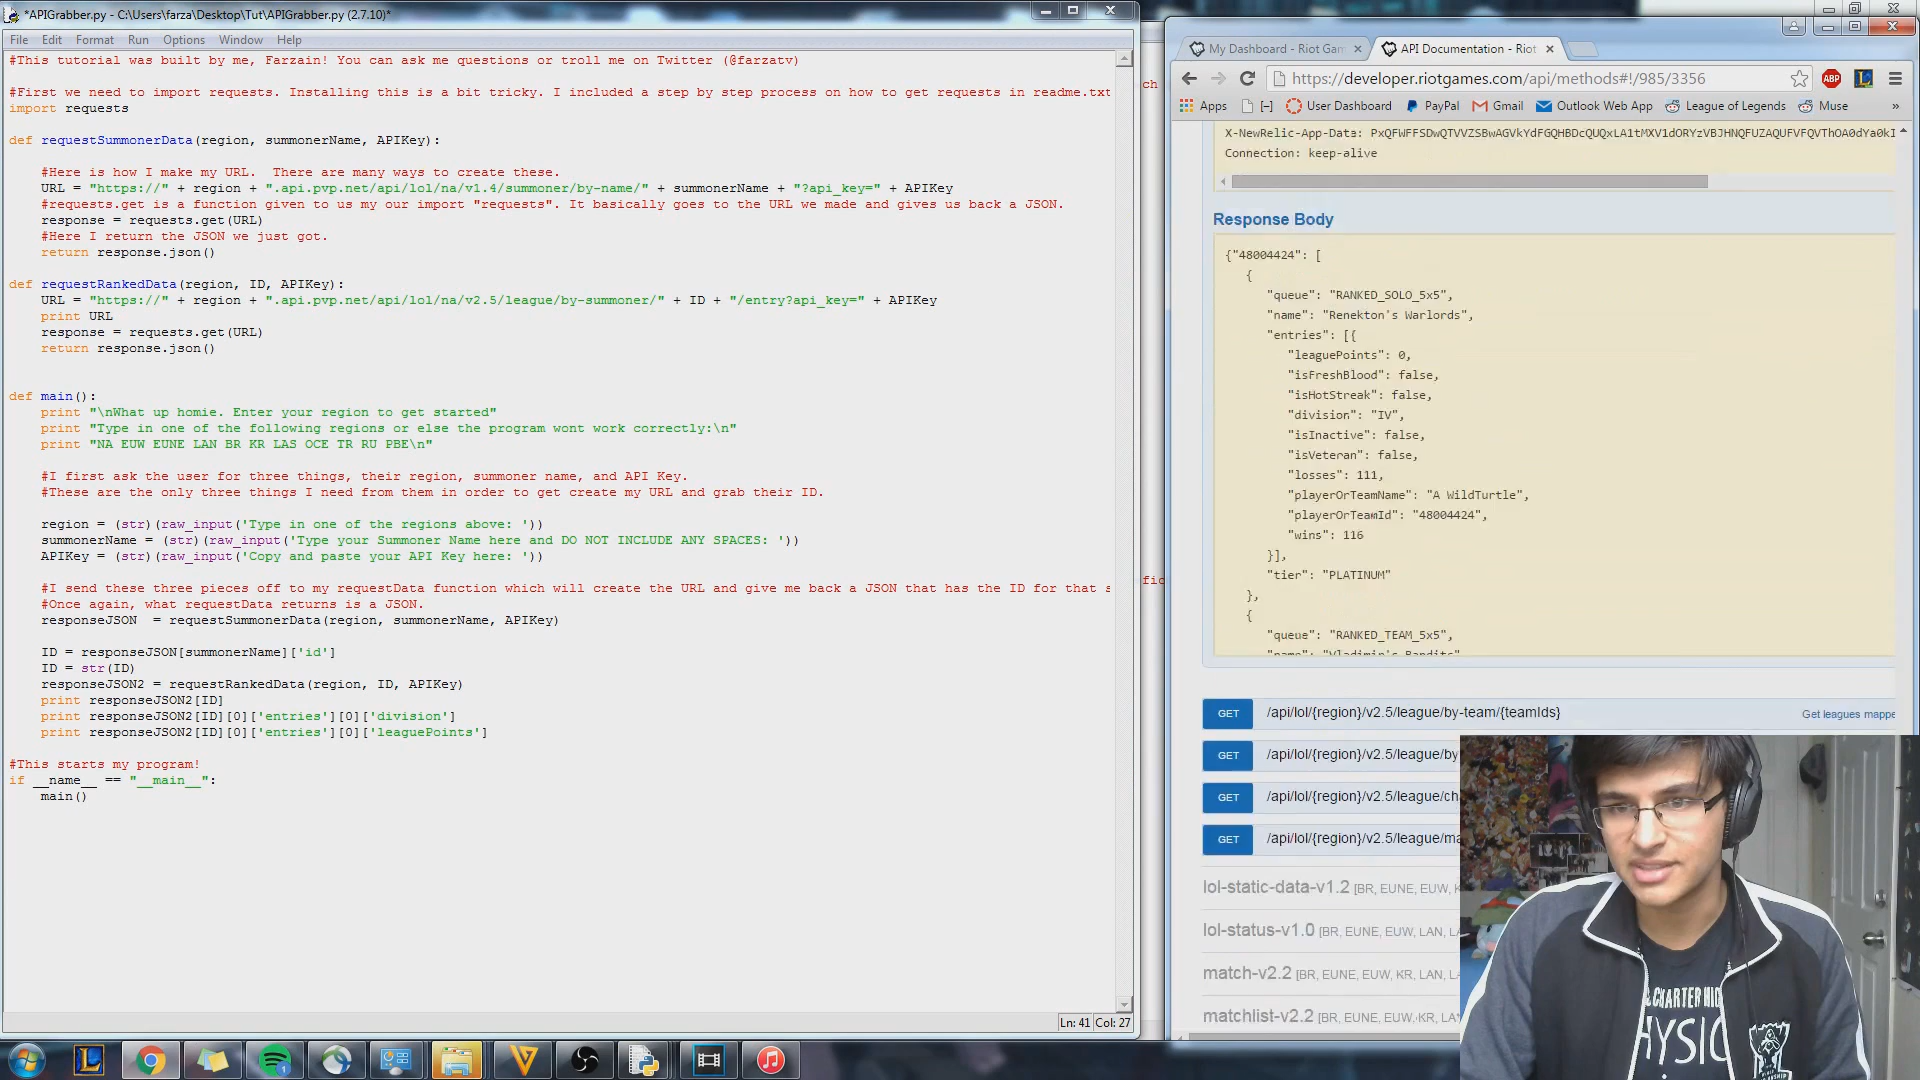 *APIGrabber.py - C:\Users\farza\Desktop\Tut\APIGrabber.py (2.7.10)*
File Edit Format Run Options Window Help
#This tutorial was built by me, Farzain! You can ask me questions or troll me on Twitter (@farzatv)
#First we need to import requests. Installing this is a bit tricky. I included a step by step process on how to get requests in readme.txt
import requests
def requestSummonerData(region, summonerName, APIKey):
#Here is how I make my URL.  There are many ways to create these.
URL = "https://" + region + ".api.pvp.net/api/lol/na/v1.4/summoner/by-name/" + summonerName + "?api_key=" + APIKey
#requests.get is a function given to us my our import "requests". It basically goes to the URL we made and gives us back a JSON.
response = requests.get(URL)
#Here I return the JSON we just got.
return response.json()
def requestRankedData(region, ID, APIKey):
URL = "https://" + region + ".api.pvp.net/api/lol/na/v2.5/league/by-summoner/" + ID + "/entry?api_key=" + APIKey
print URL
response = requests.get(URL)
return response.json()
def main():
print "\nWhat up homie. Enter your region to get started"
print "Type in one of the following regions or else the program wont work correctly:\n"
print "NA EUW EUNE LAN BR KR LAS OCE TR RU PBE\n"
#I first ask the user for three things, their region, summoner name, and API Key.
#These are the only three things I need from them in order to get create my URL and grab their ID.
region = (str)(raw_input('Type in one of the regions above: '))
summonerName = (str)(raw_input('Type your Summoner Name here and DO NOT INCLUDE ANY SPACES: '))
APIKey = (str)(raw_input('Copy and paste your API Key here: '))
#I send these three pieces off to my requestData function which will create the URL and give me back a JSON that has the ID for that s
#Once again, what requestData returns is a JSON.
responseJSON  = requestSummonerData(region, summonerName, APIKey)
ID = responseJSON[summonerName]['id']
ID = str(ID)
responseJSON2 = requestRankedData(region, ID, APIKey)
print responseJSON2[ID]
print responseJSON2[ID][0]['entries'][0]['division']
print responseJSON2[ID][0]['entries'][0]['leaguePoints']
#This starts my program!
if __name__ == "__main__":
main()
Ln: 41 Col: 27
ch
fic
My Dashboard - Riot Gam
API Documentation - Riot
https://developer.riotgames.com/api/methods#!/985/3356
Apps [–] User Dashboard PayPal Gmail Outlook Web App League of Legends Muse »
Connection: keep-alive
Response Body
{"48004424": [
{
"queue": "RANKED_SOLO_5x5",
"name": "Renekton's Warlords",
"entries": [{
"leaguePoints": 0,
"isFreshBlood": false,
"isHotStreak": false,
"division": "IV",
"isInactive": false,
"isVeteran": false,
"losses": 111,
"playerOrTeamName": "A WildTurtle",
"playerOrTeamId": "48004424",
"wins": 116
}],
"tier": "PLATINUM"
},
{
"queue": "RANKED_TEAM_5x5",
"name": "Vladimir's Bandits"
GET /api/lol/{region}/v2.5/league/by-team/{teamIds} Get leagues mappe
GET /api/lol/{region}/v2.5/league/by
GET /api/lol/{region}/v2.5/league/ch
GET /api/lol/{region}/v2.5/league/ma
lol-static-data-v1.2 [BR, EUNE, EUW, K
lol-status-v1.0 [BR, EUNE, EUW, LAN, LA
match-v2.2 [BR, EUNE, EUW, KR, LAN, L
matchlist-v2.2 [BR, EUNE, EUW, KR, LA
CHARTER HIG
HYSIC